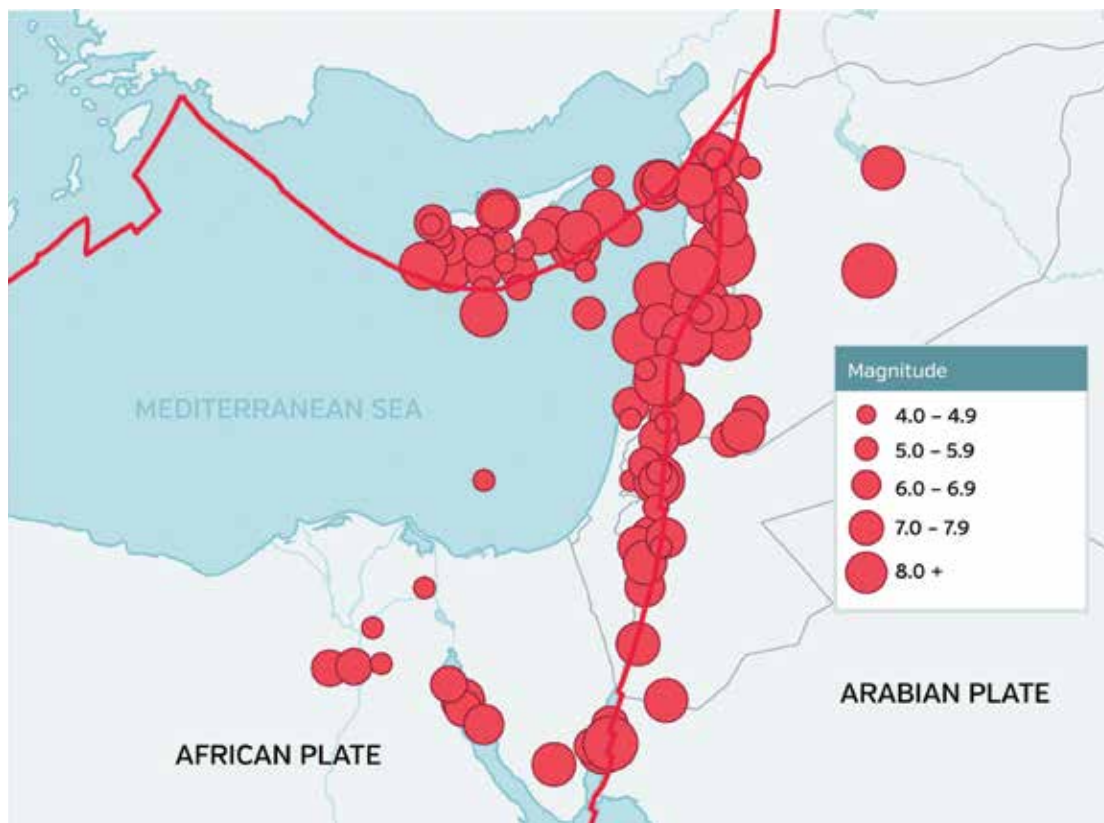 MEDITERRANEAN SEA
Magnitude
4.0 – 4.9
5.0 – 5.9
6.0 – 6.9
7.0 – 7.9
8.0 +
ARABIAN PLATE
AFRICAN PLATE